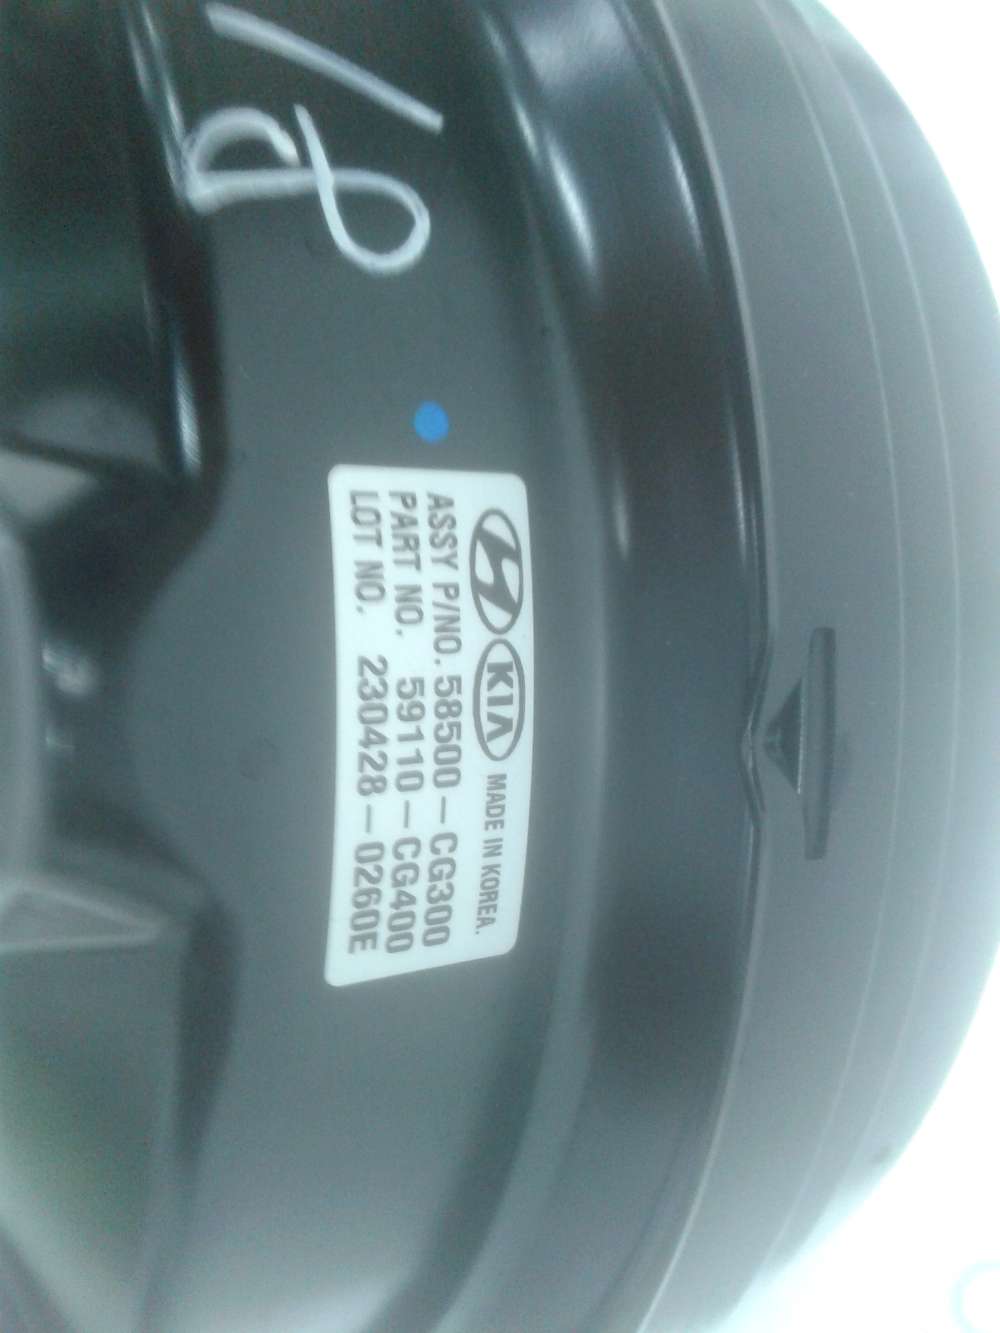 KIA MADE IN KOREA.
ASSY P/NO. 58500-CG300
PART NO. 59110-CG400
LOT NO. 230428-0260E